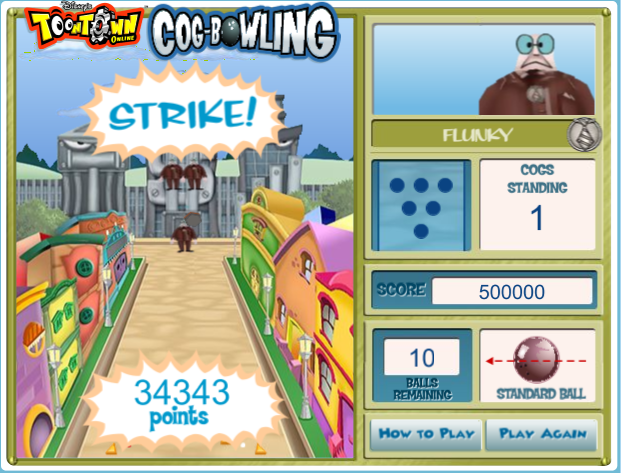 Disney's
TOONTOWN
ONLINE
COG-BOWLING
STRIKE!
34343
points
FLUNKY
COGS
STANDING
1
SCORE
500000
10
BALLS
REMAINING
STANDARD BALL
HOW TO PLAY
PLAY AGAIN